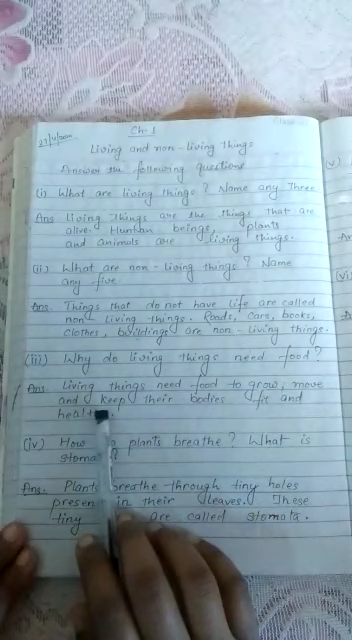 Ch-1
Living and non-living things
Answer the following questions
(i) What are living things? Name any three
Ans Living things are the things that are
alive. Human beings, plants
and animals are living things.
(ii) What are non-living things? Name
any five.
Ans. Things that do not have life are called
non-living things. Roads, cars, books,
clothes, buildings are non-living things.
(iii) Why do living things need food?
Ans. Living things need food to grow, move
and keep their bodies fit and
(iv) How plants breathe? What is
Ans. Plants breathe through tiny holes
present in their leaves. These
tiny are called stomata.
(v)
An
(vi)